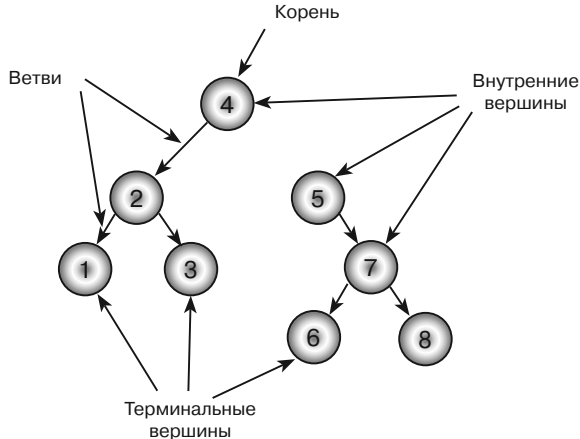 Корень
Ветви
Внутренние
вершины
4
2
5
1
3
7
6
8
Терминальные
вершины